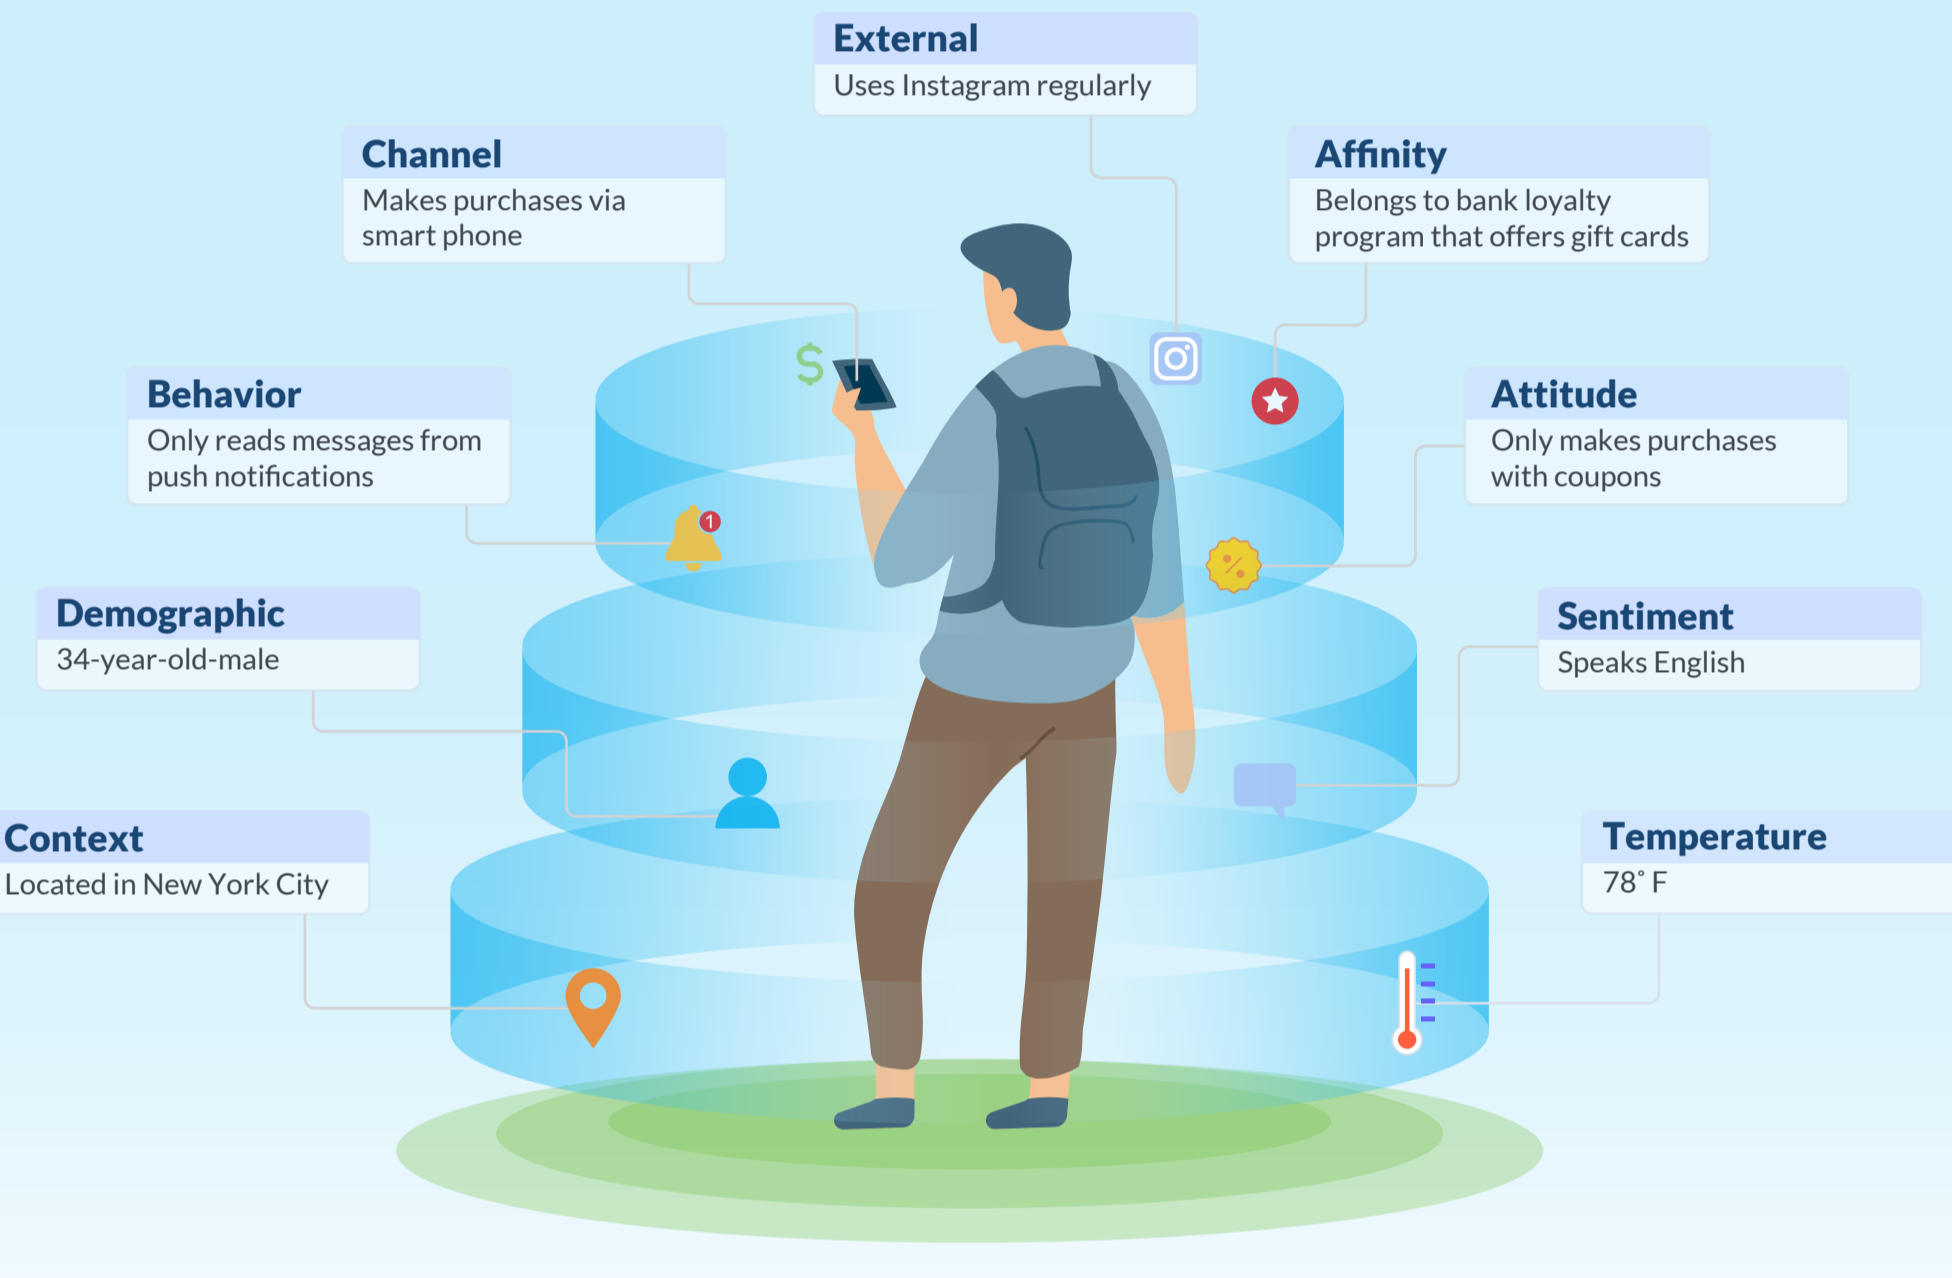 External
Uses Instagram regularly
Channel
Makes purchases via
smart phone
Affinity
Belongs to bank loyalty
program that offers gift cards
Behavior
Only reads messages from
push notifications
Attitude
Only makes purchases
with coupons
$
1
%
Demographic
34-year-old-male
Sentiment
Speaks English
Context
Located in New York City
Temperature
78° F